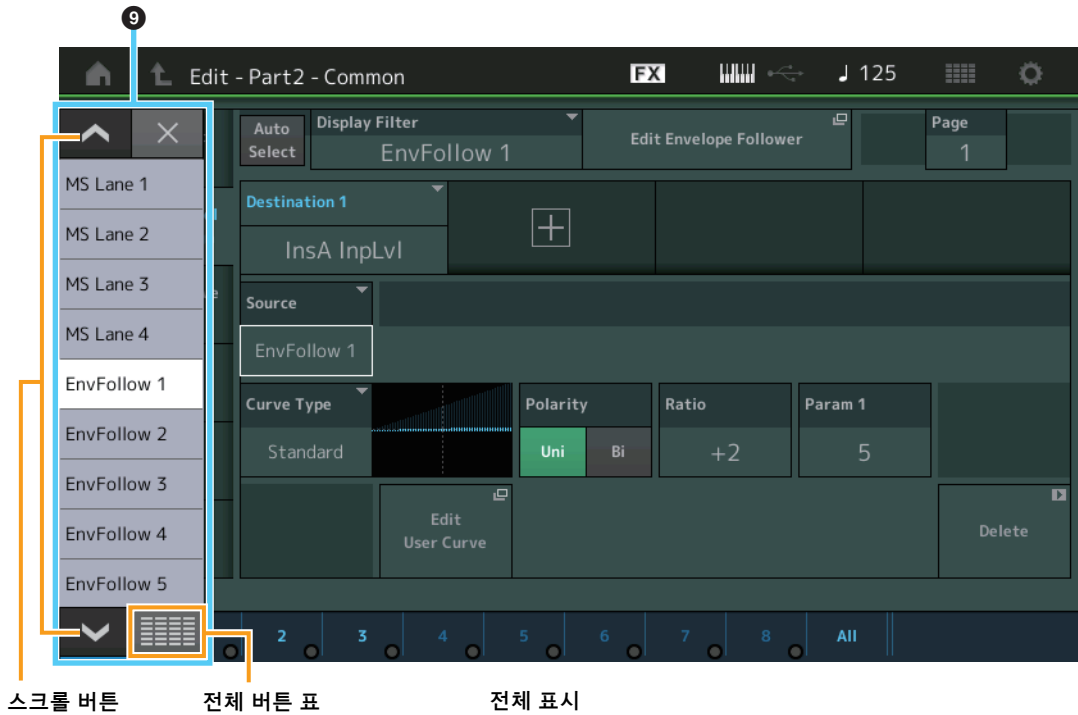 9
Edit - Part2 - Common
FX
125
Auto Select
Display Filter
EnvFollow 1
Edit Envelope Follower
Page
1
MS Lane 1
MS Lane 2
MS Lane 3
MS Lane 4
EnvFollow 1
EnvFollow 2
EnvFollow 3
EnvFollow 4
EnvFollow 5
Destination 1
InsA InpLvl
Source
EnvFollow 1
Curve Type
Standard
Polarity
Uni
Bi
Ratio
+2
Param 1
5
Edit
User Curve
Delete
2
3
4
5
6
7
8
All
스크롤 버튼
전체 버튼 표
전체 표시